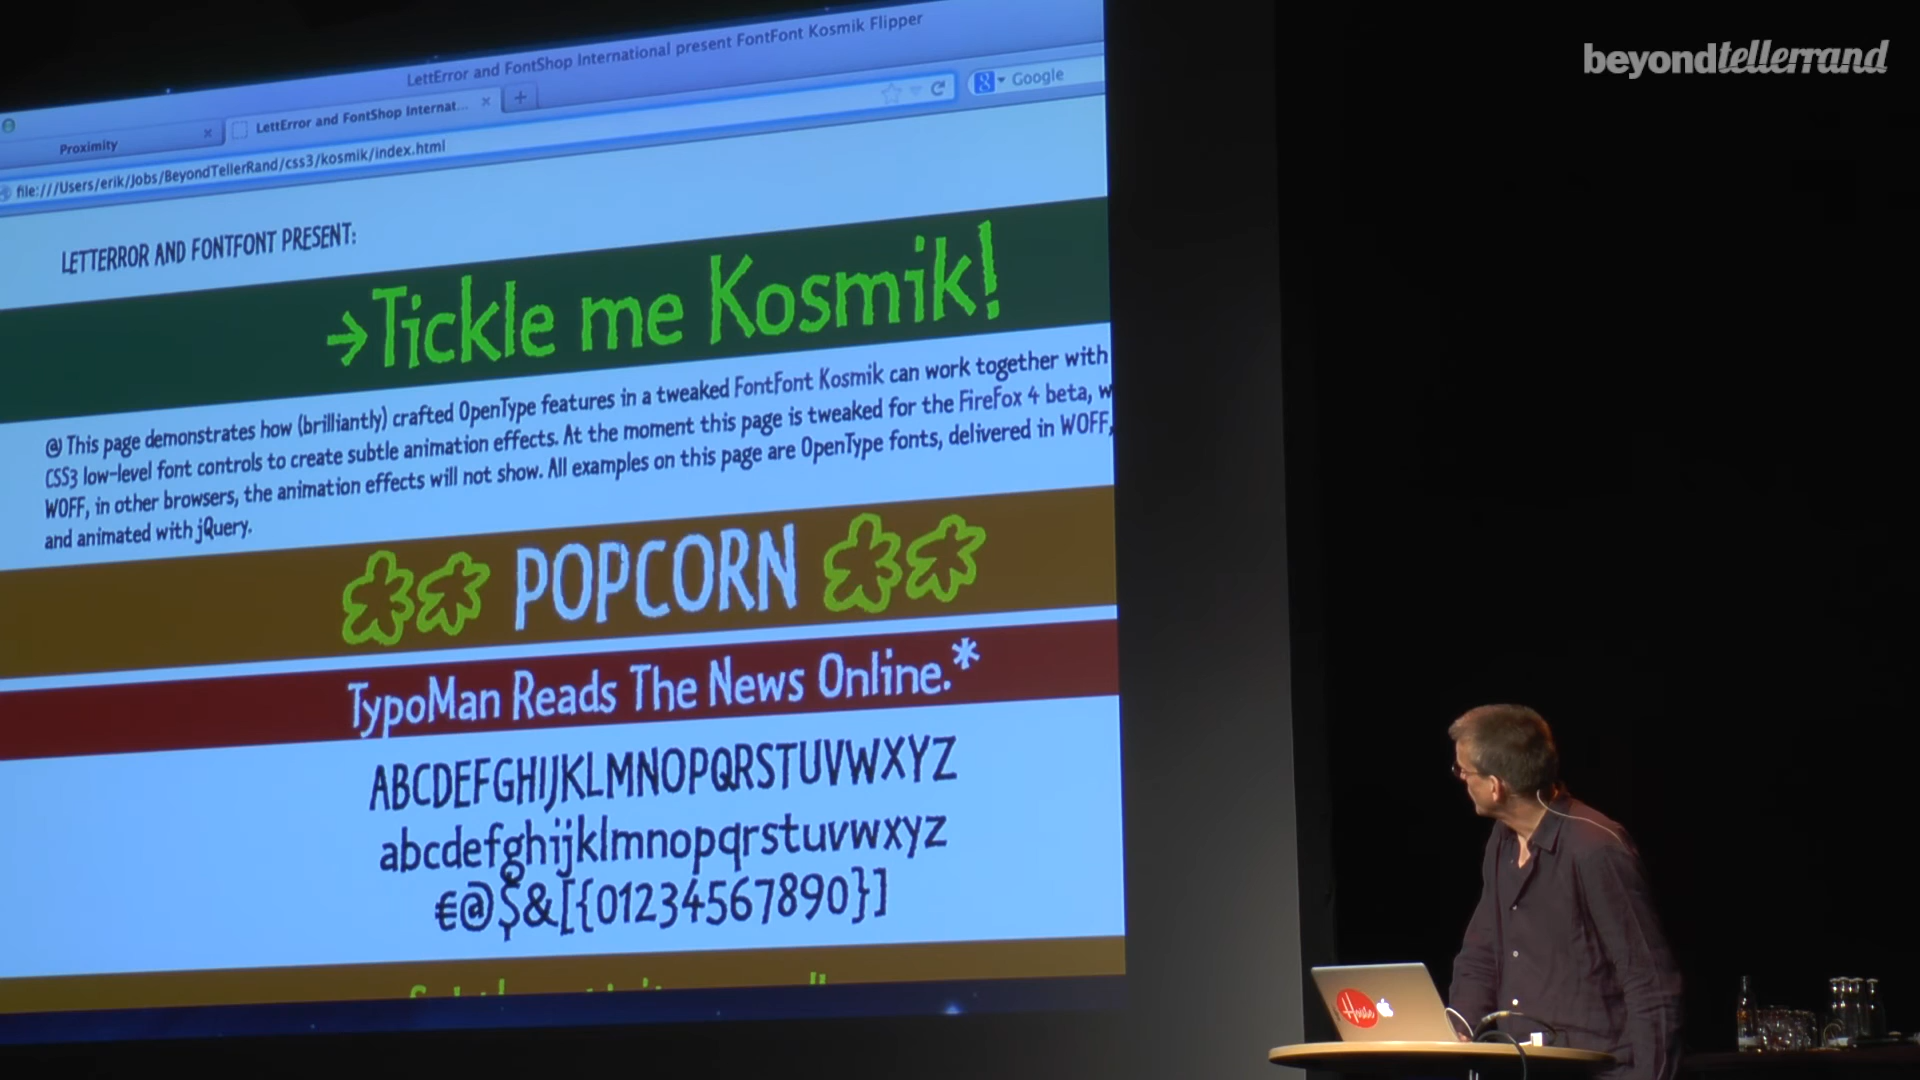 beyondtellerrand
LettError and FontShop International present FontFont Kosmik Flipper
Proximity
LettError and FontShop Internat...
Google
file:///Users/erik/Jobs/BeyondTellerRand/css3/kosmik/index.html
LETTERROR AND FONTFONT PRESENT:
→Tickle me Kosmik!
@ This page demonstrates how (brilliantly) crafted OpenType features in a tweaked FontFont Kosmik can work together with
CSS3 low-level font controls to create subtle animation effects. At the moment this page is tweaked for the FireFox 4 beta, w
WOFF, in other browsers, the animation effects will not show. All examples on this page are OpenType fonts, delivered in WOFF,
and animated with jQuery.
POPCORN
TypoMan Reads The News Online.*
ABCDEFGHIJKLMNOPQRSTUVWXYZ
abcdefghijklmnopqrstuvwxyz
€@$&[{01234567890}]
House